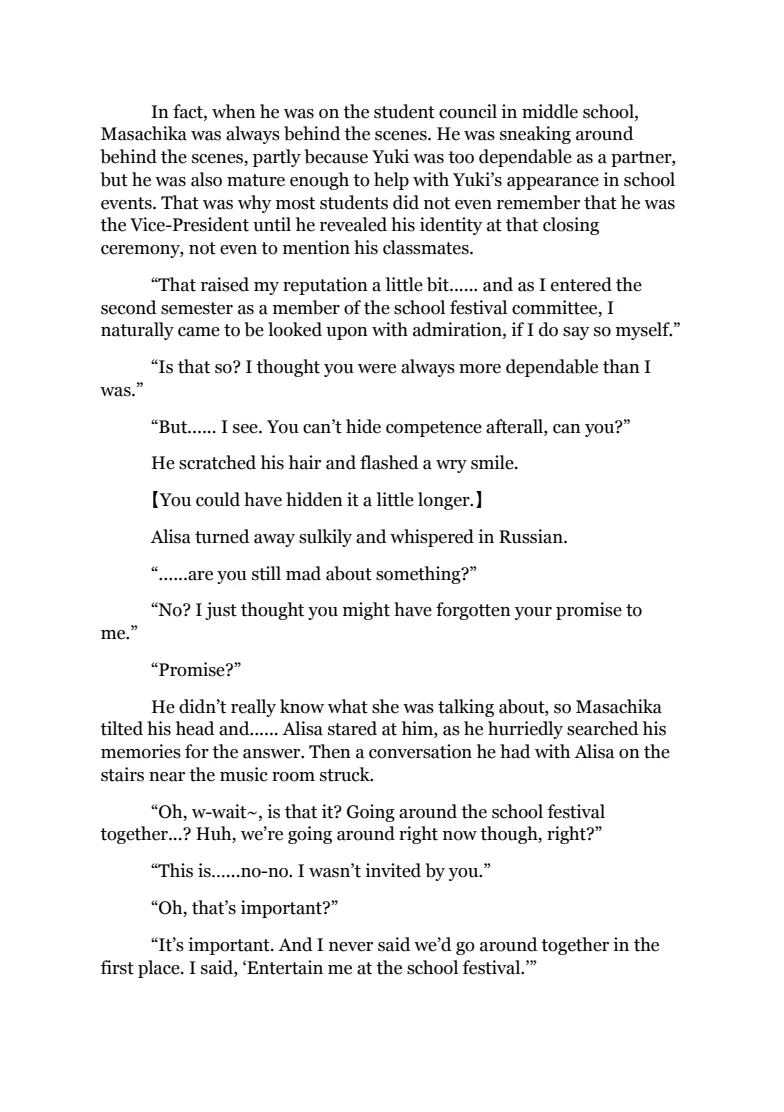 In fact, when he was on the student council in middle school,
Masachika was always behind the scenes. He was sneaking around
behind the scenes, partly because Yuki was too dependable as a partner,
but he was also mature enough to help with Yuki’s appearance in school
events. That was why most students did not even remember that he was
the Vice-President until he revealed his identity at that closing
ceremony, not even to mention his classmates.
“That raised my reputation a little bit...... and as I entered the
second semester as a member of the school festival committee, I
naturally came to be looked upon with admiration, if I do say so myself.”
“Is that so? I thought you were always more dependable than I
was.”
“But...... I see. You can’t hide competence afterall, can you?”
He scratched his hair and flashed a wry smile.
【You could have hidden it a little longer.】
Alisa turned away sulkily and whispered in Russian.
“......are you still mad about something?”
“No? I just thought you might have forgotten your promise to
me.”
“Promise?”
He didn’t really know what she was talking about, so Masachika
tilted his head and...... Alisa stared at him, as he hurriedly searched his
memories for the answer. Then a conversation he had with Alisa on the
stairs near the music room struck.
“Oh, w-wait~, is that it? Going around the school festival
together...? Huh, we’re going around right now though, right?”
“This is......no-no. I wasn’t invited by you.”
“Oh, that’s important?”
“It’s important. And I never said we’d go around together in the
first place. I said, ‘Entertain me at the school festival.’”